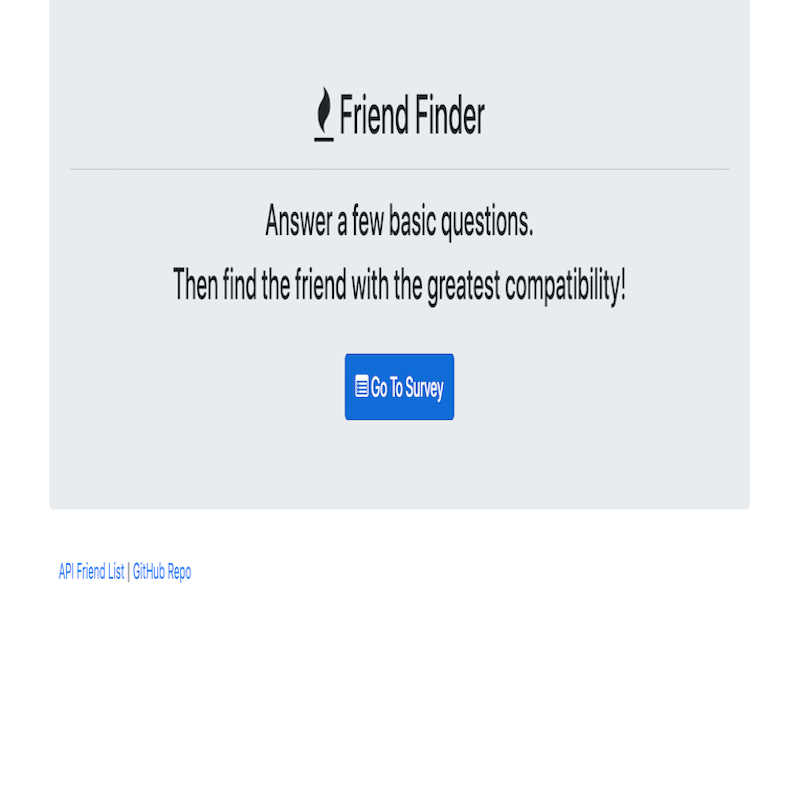 Friend Finder
Answer a few basic questions.
Then find the friend with the greatest compatibility!
Go To Survey
API Friend List | GitHub Repo